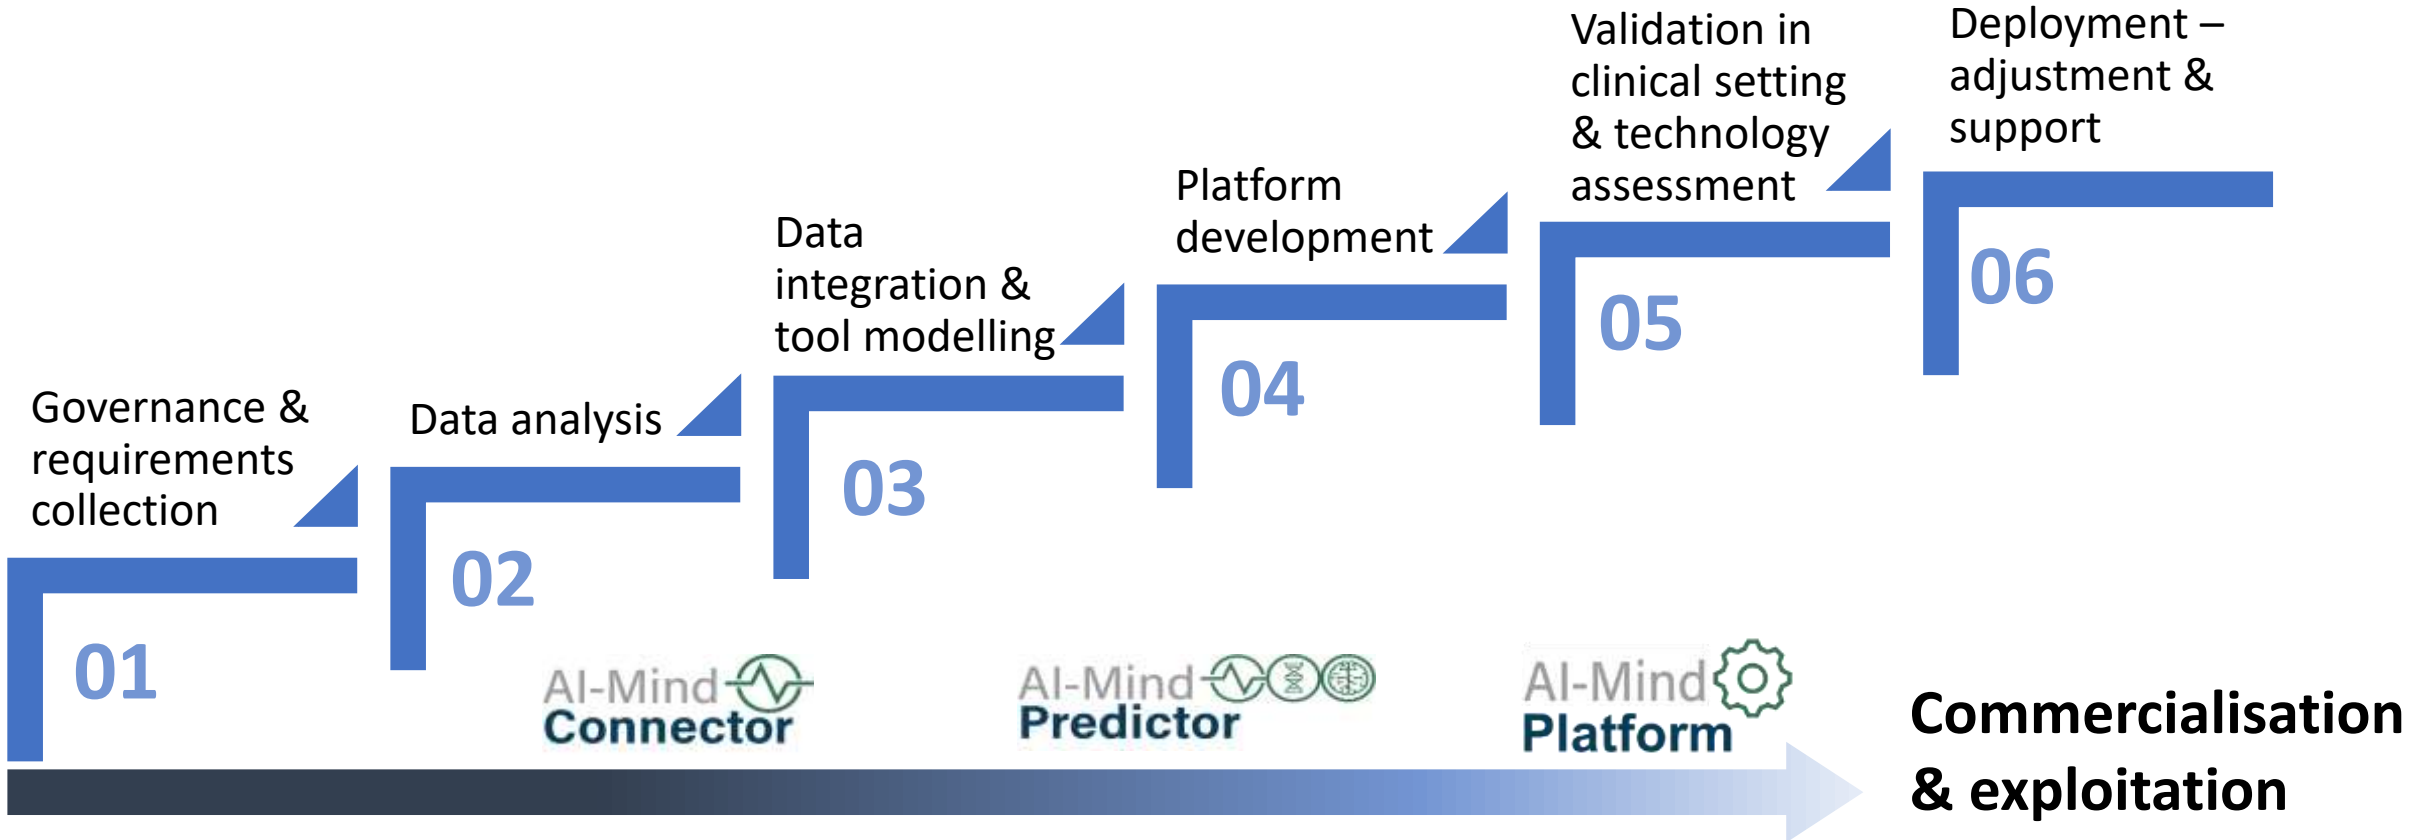 Governance &
requirements
collection
01
Data analysis
02
Data
integration &
tool modelling
03
Platform
development
04
Validation in
clinical setting
& technology
assessment
05
Deployment –
adjustment &
support
06
AI-Mind
Connector
AI-Mind
Predictor
AI-Mind
Platform
Commercialisation
& exploitation